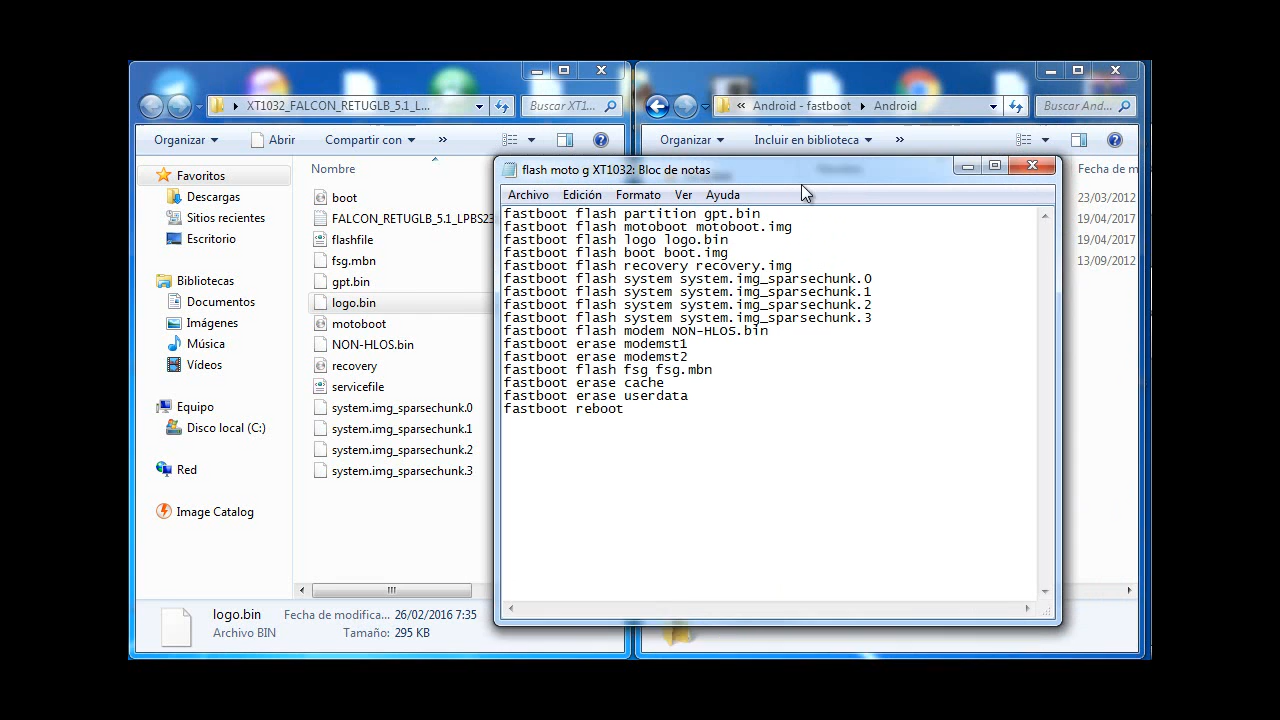 XT1032_FALCON_RETUGLB_5.1_L...
Buscar XT1...
Organizar
Abrir
Compartir con
»
Favoritos
Descargas
Sitios recientes
Escritorio
Bibliotecas
Documentos
Imágenes
Música
Vídeos
Equipo
Disco local (C:)
Red
Image Catalog
Nombre
boot
FALCON_RETUGLB_5.1_LPBS23
flashfile
fsg.mbn
gpt.bin
logo.bin
motoboot
NON-HLOS.bin
recovery
servicefile
system.img_sparsechunk.0
system.img_sparsechunk.1
system.img_sparsechunk.2
system.img_sparsechunk.3
logo.bin Fecha de modifica... 26/02/2016 7:35
Archivo BIN Tamaño: 295 KB
« Android - fastboot Android
Buscar And...
Organizar
Incluir en biblioteca
»
Fecha de m
23/03/2012
19/04/2017
19/04/2017
13/09/2012
flash moto g XT1032: Bloc de notas
Archivo Edición Formato Ver Ayuda
fastboot flash partition gpt.bin
fastboot flash motoboot motoboot.img
fastboot flash logo logo.bin
fastboot flash boot boot.img
fastboot flash recovery recovery.img
fastboot flash system system.img_sparsechunk.0
fastboot flash system system.img_sparsechunk.1
fastboot flash system system.img_sparsechunk.2
fastboot flash system system.img_sparsechunk.3
fastboot flash modem NON-HLOS.bin
fastboot erase modemst1
fastboot erase modemst2
fastboot flash fsg fsg.mbn
fastboot erase cache
fastboot erase userdata
fastboot reboot